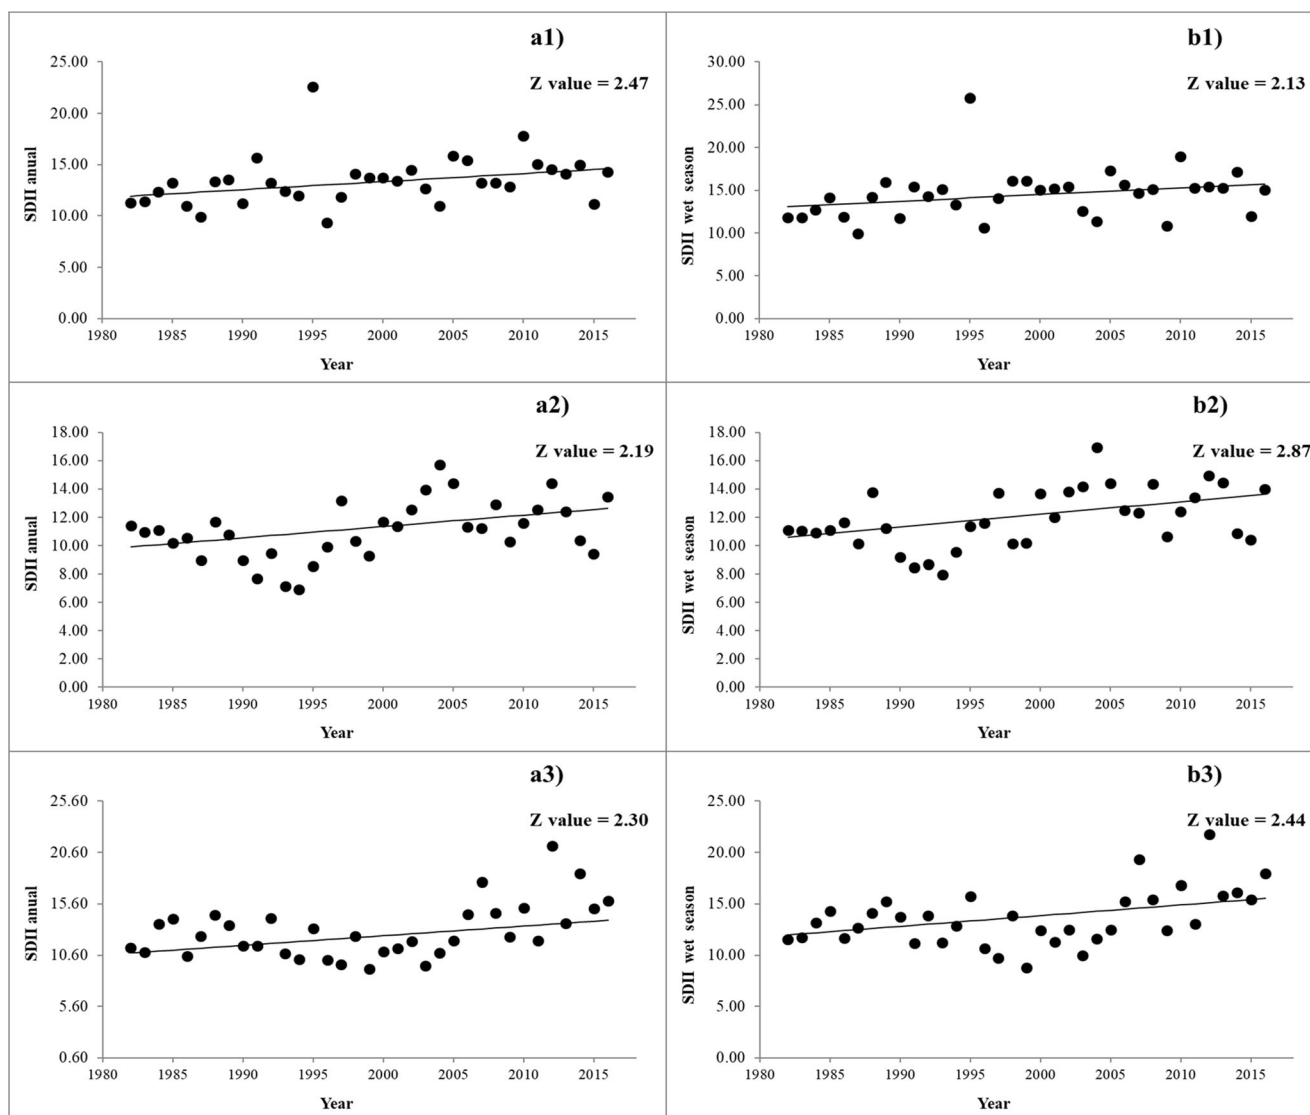 a1)
Z value = 2.47
25.00
20.00
15.00
10.00
5.00
0.00
SDII anual
1980 1985 1990 1995 2000 2005 2010 2015
Year
b1)
Z value = 2.13
30.00
25.00
20.00
15.00
10.00
5.00
0.00
SDII wet season
1980 1985 1990 1995 2000 2005 2010 2015
Year
a2)
Z value = 2.19
18.00
16.00
14.00
12.00
10.00
8.00
6.00
4.00
2.00
0.00
SDII anual
1980 1985 1990 1995 2000 2005 2010 2015
Year
b2)
Z value = 2.87
18.00
16.00
14.00
12.00
10.00
8.00
6.00
4.00
2.00
0.00
SDII wet season
1980 1985 1990 1995 2000 2005 2010 2015
Year
a3)
Z value = 2.30
25.60
20.60
15.60
10.60
5.60
0.60
SDII anual
1980 1985 1990 1995 2000 2005 2010 2015
Year
b3)
Z value = 2.44
25.00
20.00
15.00
10.00
5.00
0.00
SDII wet season
1980 1985 1990 1995 2000 2005 2010 2015
Year